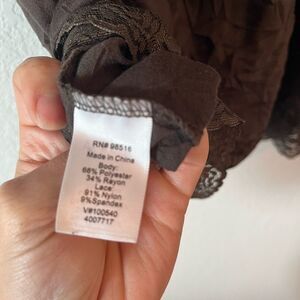 RN# 98516
Made in China
Body:
66% Polyester
34% Rayon
Lace:
91% Nylon
9%Spandex
V#100540
4007717